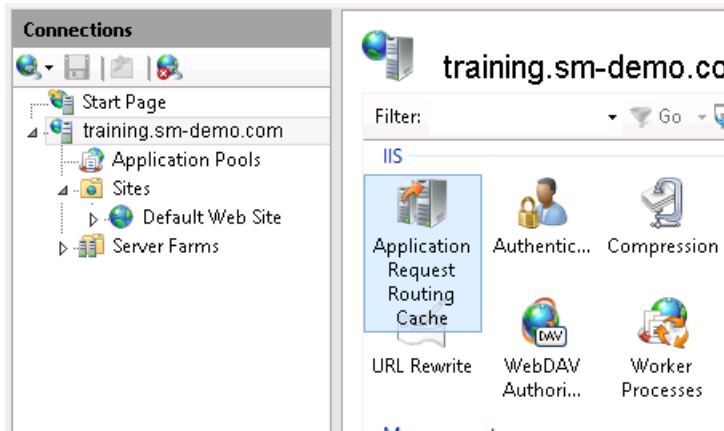 Connections
Start Page
training.sm-demo.com
Application Pools
Sites
Default Web Site
Server Farms
training.sm-demo.co
Filter:
Go
IIS
Application
Request
Routing
Cache
Authentic...
Compression
URL Rewrite
WebDAV
Authori...
DAV
Worker
Processes